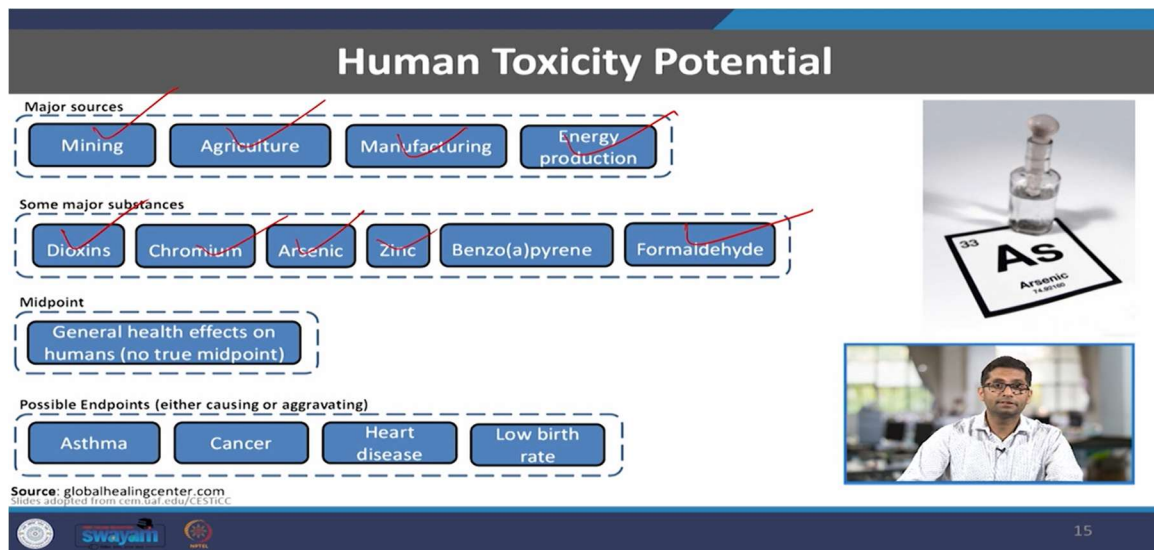 Human Toxicity Potential
Major sources
Mining
Agriculture
Manufacturing
Energy
production
Some major substances
Dioxins
Chromium
Arsenic
Zinc
Benzo(a)pyrene
Formaldehyde
33
As
Arsenic
74.92160
Midpoint
General health effects on
humans (no true midpoint)
Possible Endpoints (either causing or aggravating)
Asthma
Cancer
Heart
disease
Low birth
rate
Source: globalhealingcenter.com
Slides adopted from cem.uaf.edu/CESTiCC
swayam
NPTEL
15